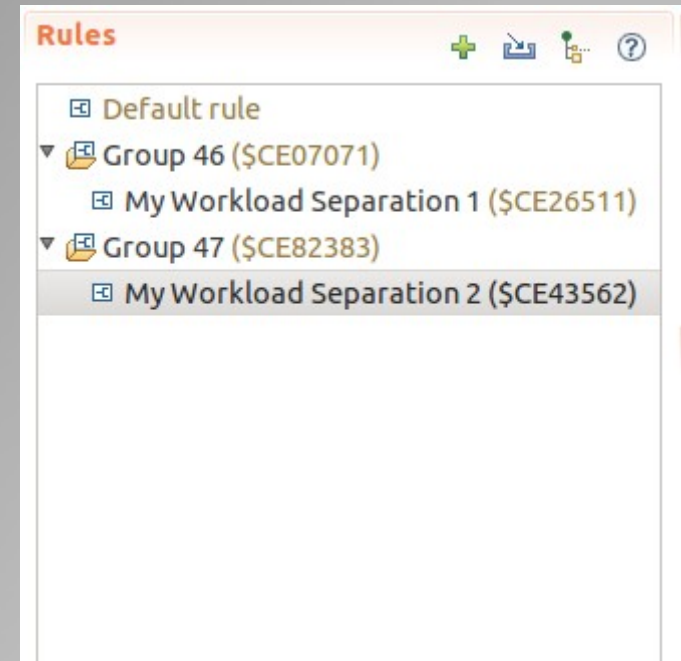 Rules
Default rule
Group 46 ($CE07071)
My Workload Separation 1 ($CE26511)
Group 47 ($CE82383)
My Workload Separation 2 ($CE43562)